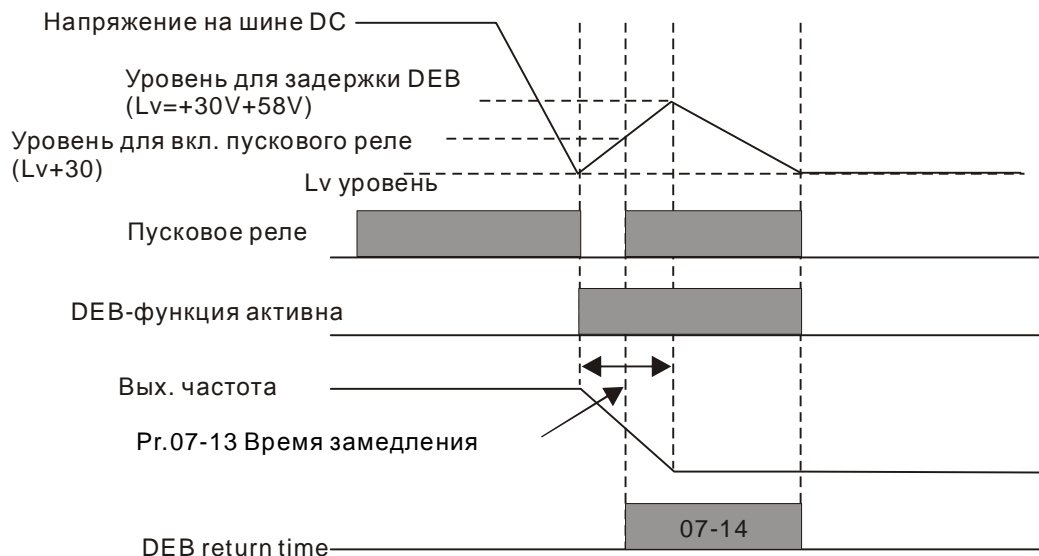 Напряжение на шине DC
Уровень для задержки DEB
(Lv=+30V+58V)
Уровень для вкл. пускового реле
(Lv+30)
Lv уровень
Пусковое реле
DEB-функция активна
Вых. частота
Pr.07-13 Время замедления
07-14
DEB return time